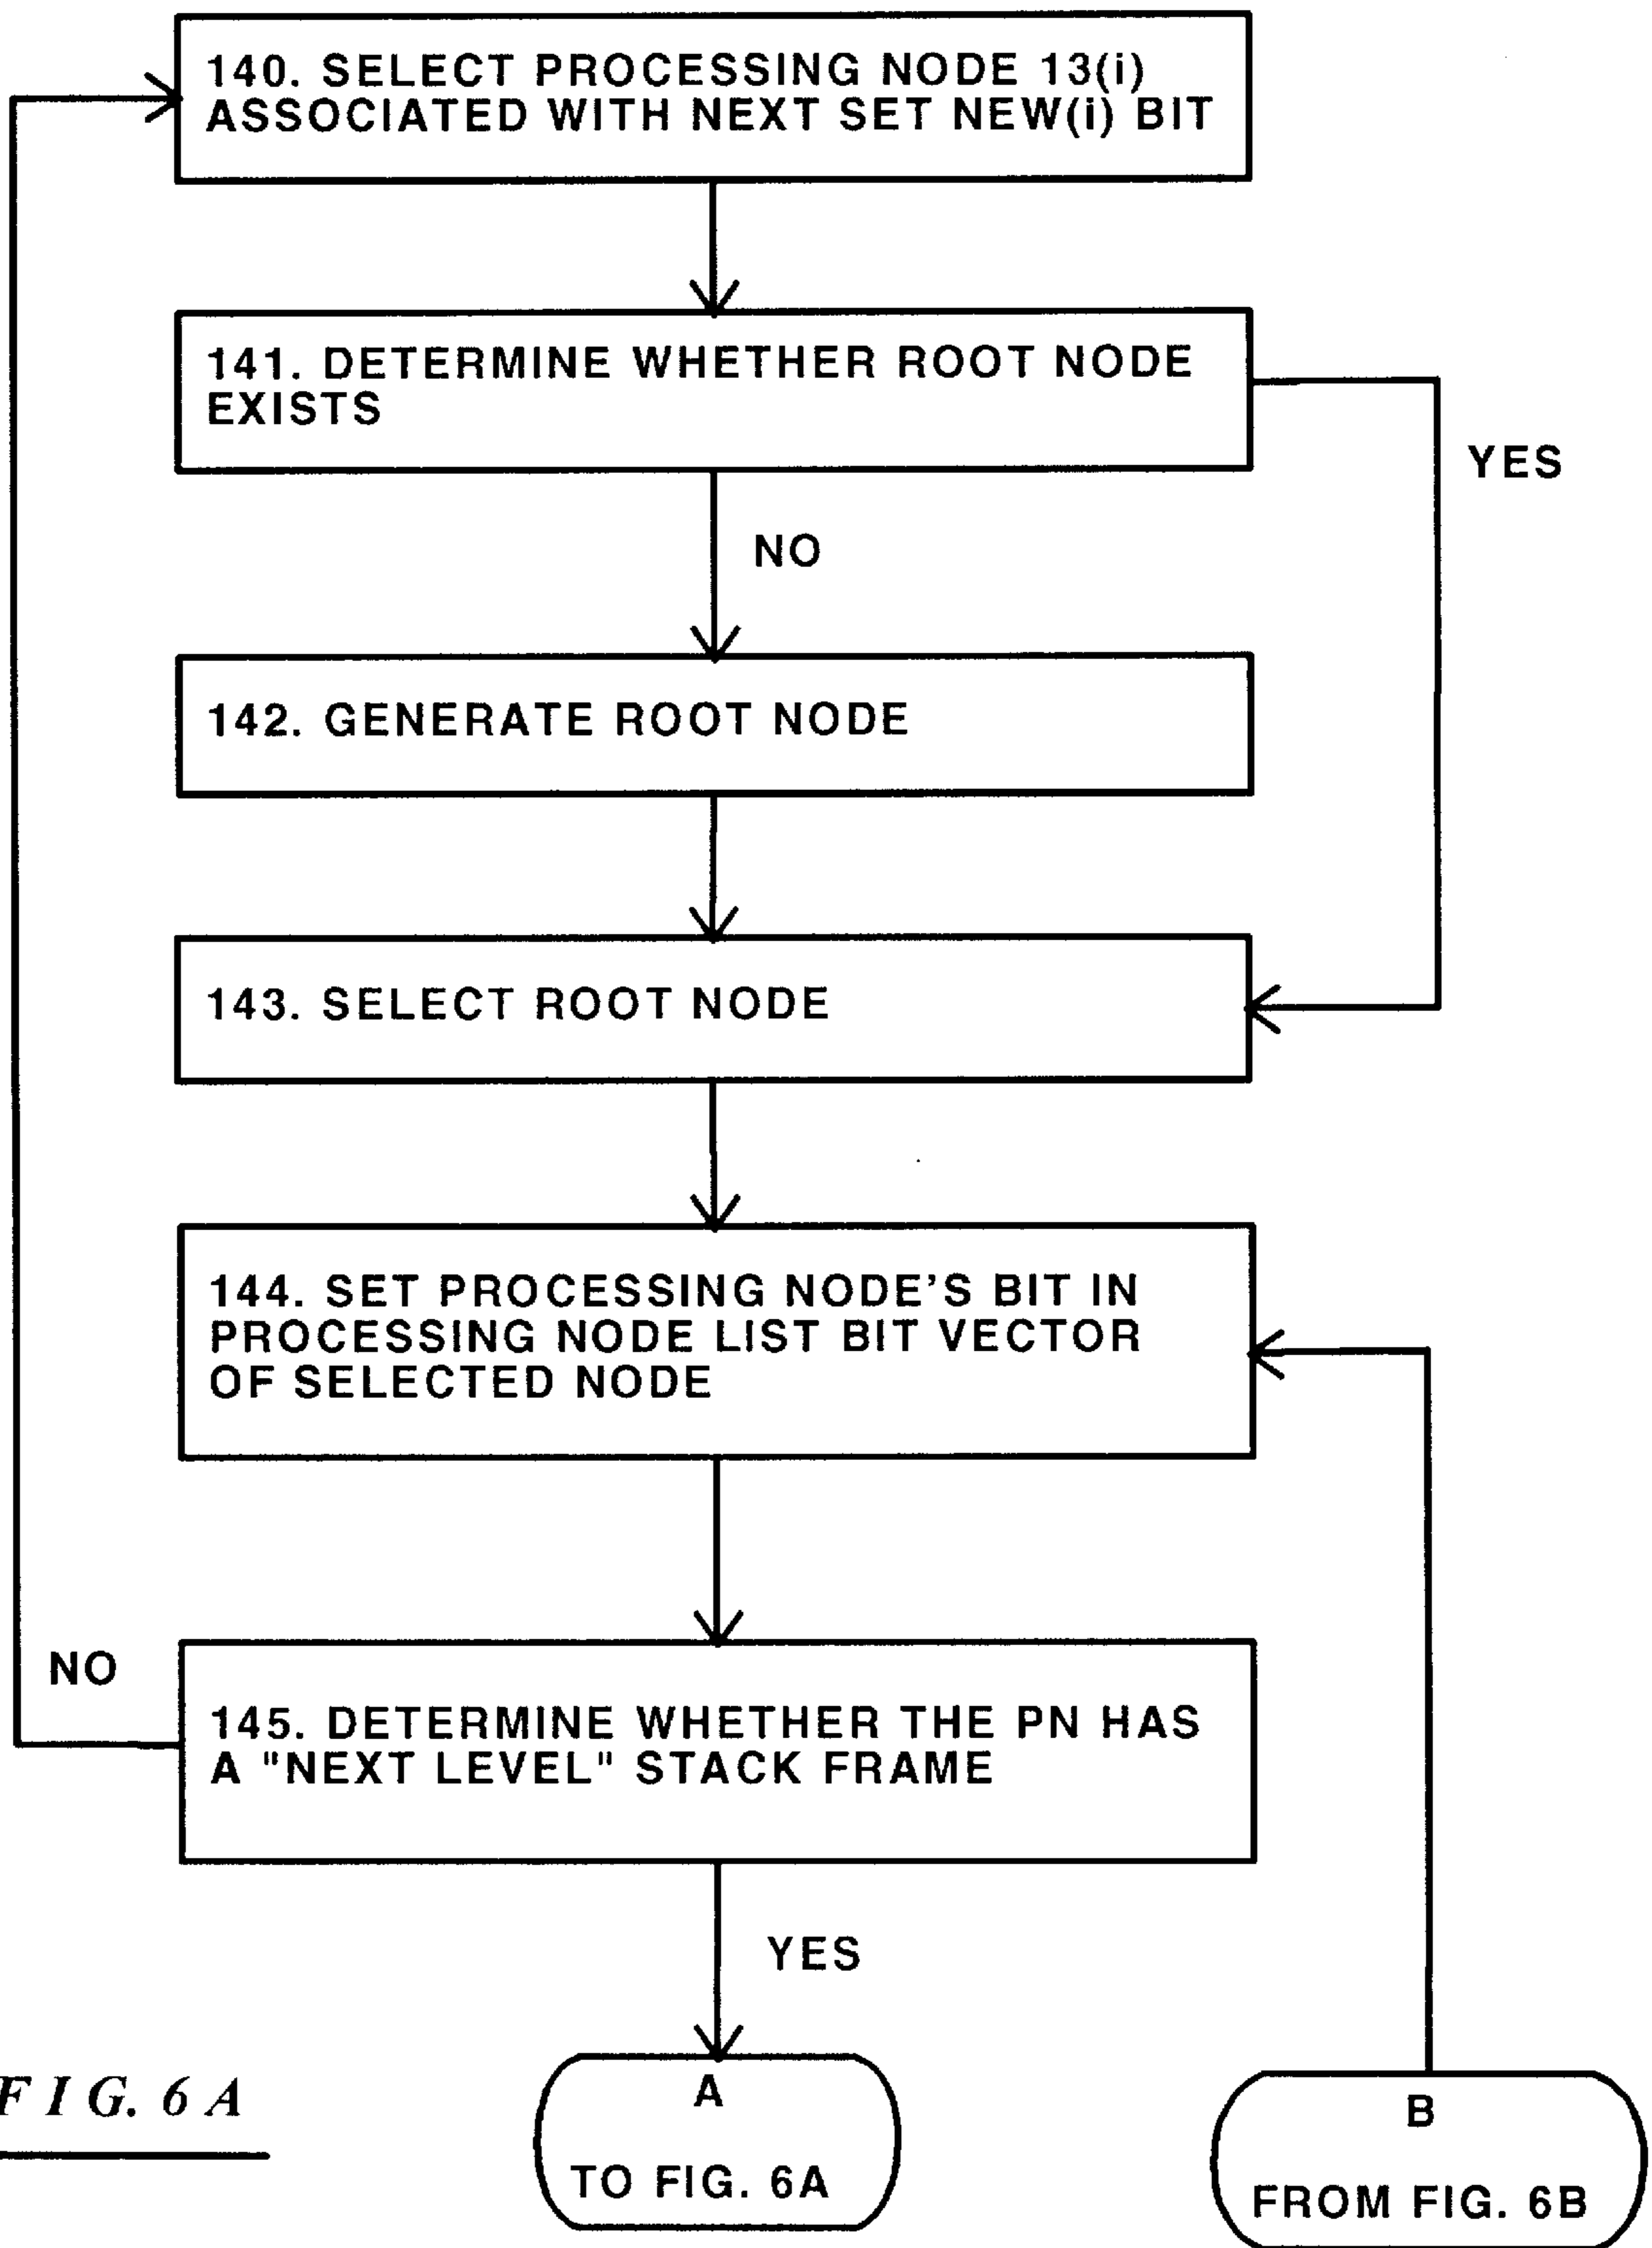 140. SELECT PROCESSING NODE 13(i)
ASSOCIATED WITH NEXT SET NEW(i) BIT
141. DETERMINE WHETHER ROOT NODE
EXISTS
YES
NO
142. GENERATE ROOT NODE
143. SELECT ROOT NODE
144. SET PROCESSING NODE'S BIT IN
PROCESSING NODE LIST BIT VECTOR
OF SELECTED NODE
NO
145. DETERMINE WHETHER THE PN HAS
A "NEXT LEVEL" STACK FRAME
YES
A
TO FIG. 6A
B
FROM FIG. 6B
FIG. 6A